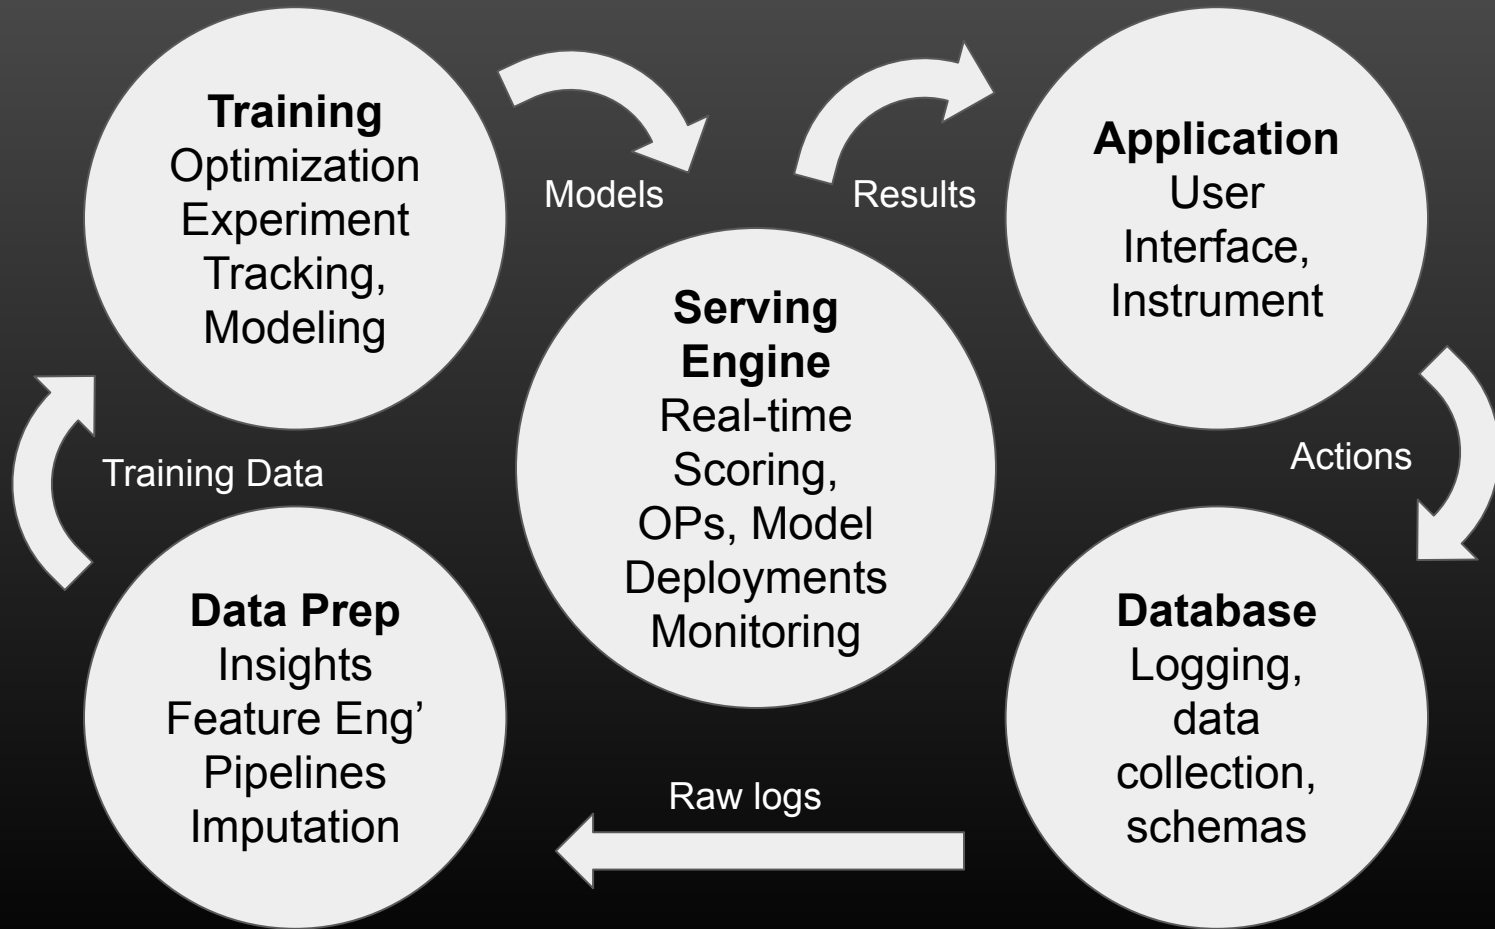 Training
Optimization
Experiment
Tracking,
Modeling
Models
Serving
Engine
Real-time
Scoring,
OPs, Model
Deployments
Monitoring
Results
Application
User
Interface,
Instrument
Actions
Database
Logging,
data
collection,
schemas
Raw logs
Data Prep
Insights
Feature Eng’
Pipelines
Imputation
Training Data